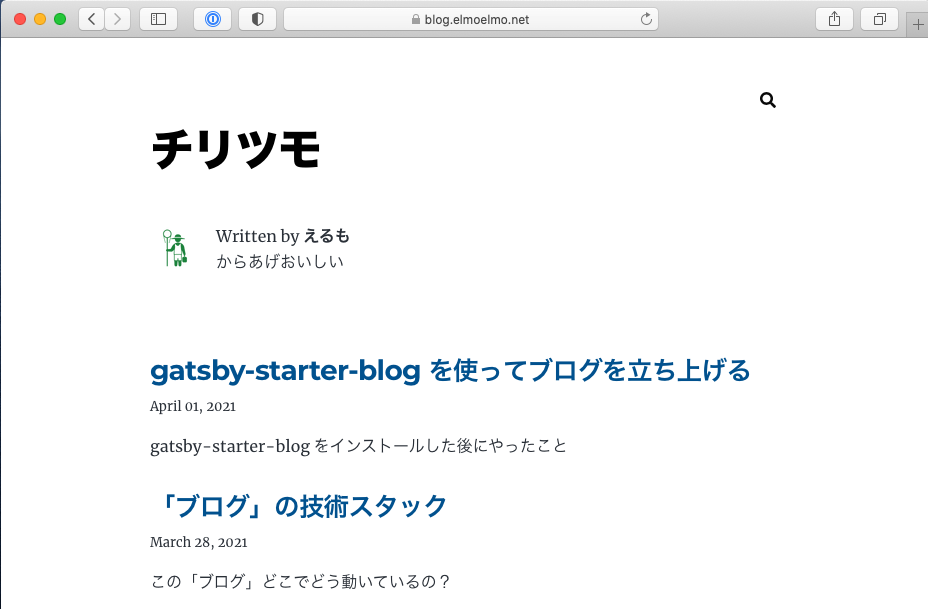 blog.elmoelmo.net
チリツモ
Written by えるも
からあげおいしい
gatsby-starter-blog を使ってブログを立ち上げる
April 01, 2021
gatsby-starter-blog をインストールした後にやったこと
「ブログ」の技術スタック
March 28, 2021
この「ブログ」どこでどう動いているの？